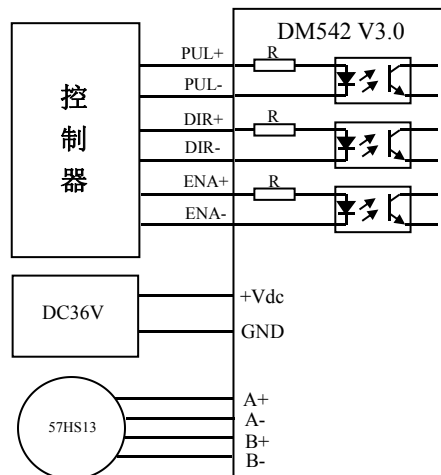 DM542 V3.0
控制器
PUL+
R
PUL-
DIR+
R
DIR-
ENA+
R
ENA-
DC36V
+Vdc
GND
57HS13
A+
A-
B+
B-